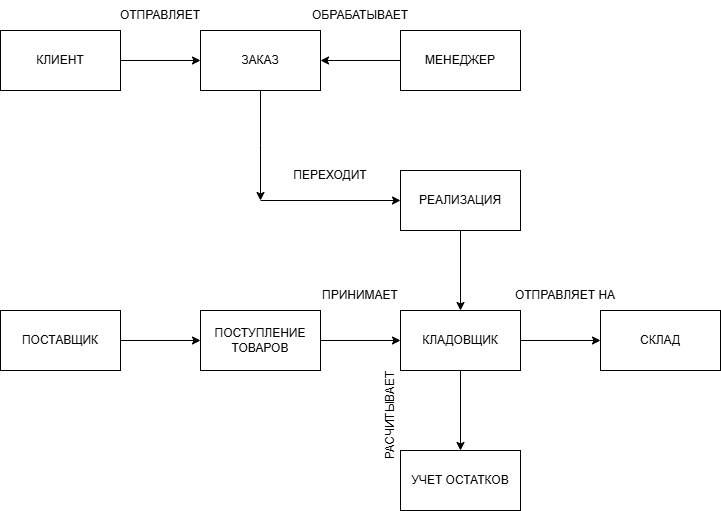 ОТПРАВЛЯЕТ
ОБРАБАТЫВАЕТ
КЛИЕНТ
ЗАКАЗ
МЕНЕДЖЕР
ПЕРЕХОДИТ
РЕАЛИЗАЦИЯ
ПРИНИМАЕТ
ОТПРАВЛЯЕТ НА
ПОСТАВЩИК
ПОСТУПЛЕНИЕ
ТОВАРОВ
КЛАДОВЩИК
СКЛАД
РАСЧИТЫВАЕТ
УЧЕТ ОСТАТКОВ